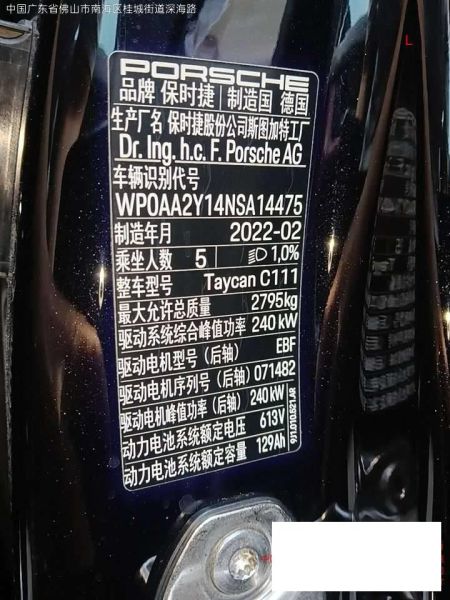 中国广东省佛山市南海区桂城街道深海路
L
PORSCHE
品牌 保时捷 制造国 德国
生产厂名 保时捷股份公司斯图加特工厂
Dr. Ing. h.c. F. Porsche AG
车辆识别代号
WP0AA2Y14NSA14475
制造年月 2022-02
乘坐人数 5 1,0%
整车型号 Taycan C111
最大允许总质量 2795kg
驱动系统综合峰值功率 240 kW
驱动电机型号（后轴） EBF
驱动电机序列号（后轴） 071482
驱动电机峰值功率（后轴） 240 kW
动力电池系统额定电压 613V
动力电池系统额定容量 129Ah